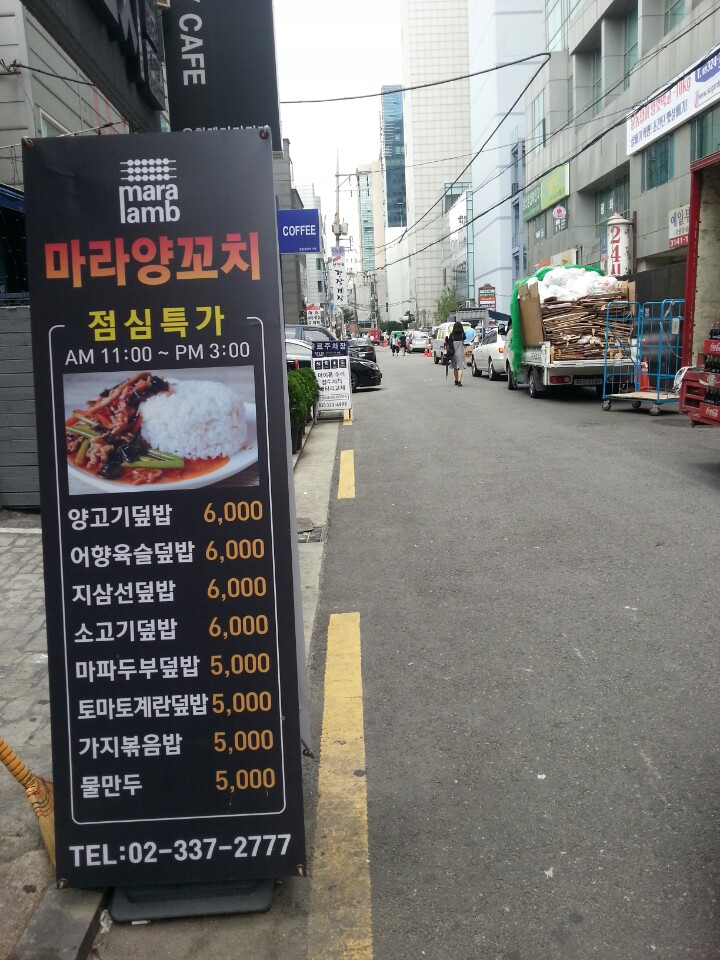 CAFE
mara
lamb
마라양꼬치
점심특가
AM 11:00 ~ PM 3:00
양고기덮밥 6,000
어향육슬덮밥 6,000
지삼선덮밥 6,000
소고기덮밥 6,000
마파두부덮밥 5,000
토마토계란덮밥 5,000
가지볶음밥 5,000
물만두 5,000
TEL:02-337-2777
COFFEE
24시